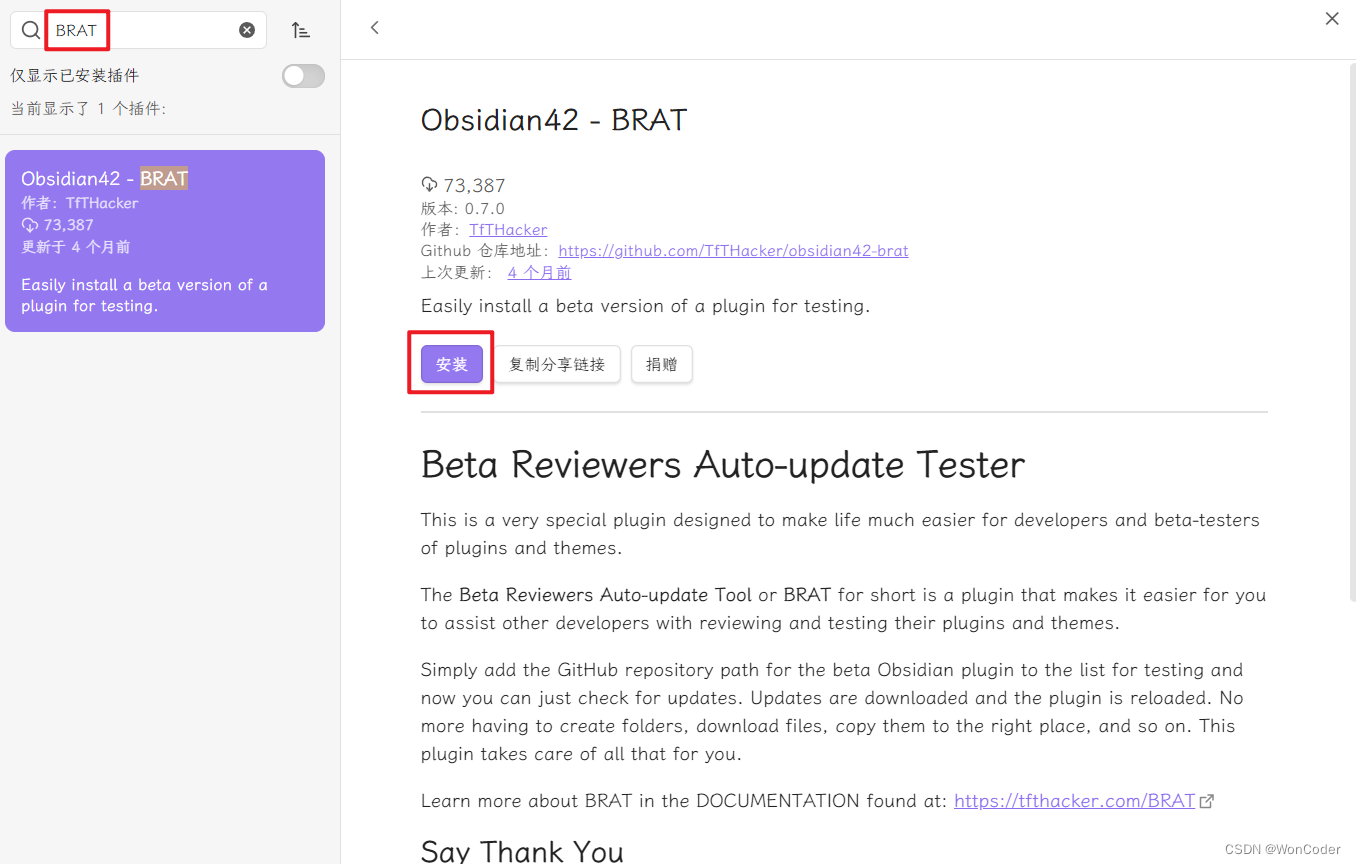 BRAT
仅显示已安装插件
当前显示了 1 个插件:
Obsidian42 - BRAT
作者: TfTHacker
73,387
更新于 4 个月前
Easily install a beta version of a
plugin for testing.
Obsidian42 - BRAT
73,387
版本: 0.7.0
作者: TfTHacker
Github 仓库地址: https://github.com/TfTHacker/obsidian42-brat
上次更新: 4 个月前
Easily install a beta version of a plugin for testing.
安装 复制分享链接 捐赠
Beta Reviewers Auto-update Tester
This is a very special plugin designed to make life much easier for developers and beta-testers
of plugins and themes.
The Beta Reviewers Auto-update Tool or BRAT for short is a plugin that makes it easier for you
to assist other developers with reviewing and testing their plugins and themes.
Simply add the GitHub repository path for the beta Obsidian plugin to the list for testing and
now you can just check for updates. Updates are downloaded and the plugin is reloaded. No
more having to create folders, download files, copy them to the right place, and so on. This
plugin takes care of all that for you.
Learn more about BRAT in the DOCUMENTATION found at: https://tfthacker.com/BRAT
Say Thank You
CSDN @WonCoder